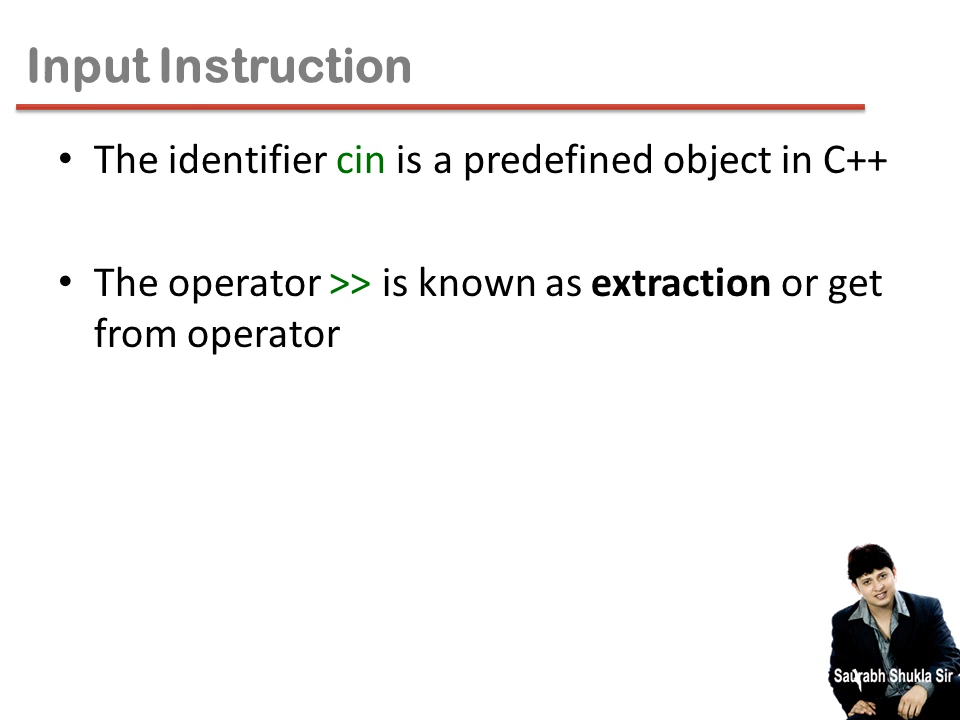 Input Instruction
• The identifier cin is a predefined object in C++
• The operator >> is known as extraction or get
from operator
Saurabh Shukla Sir